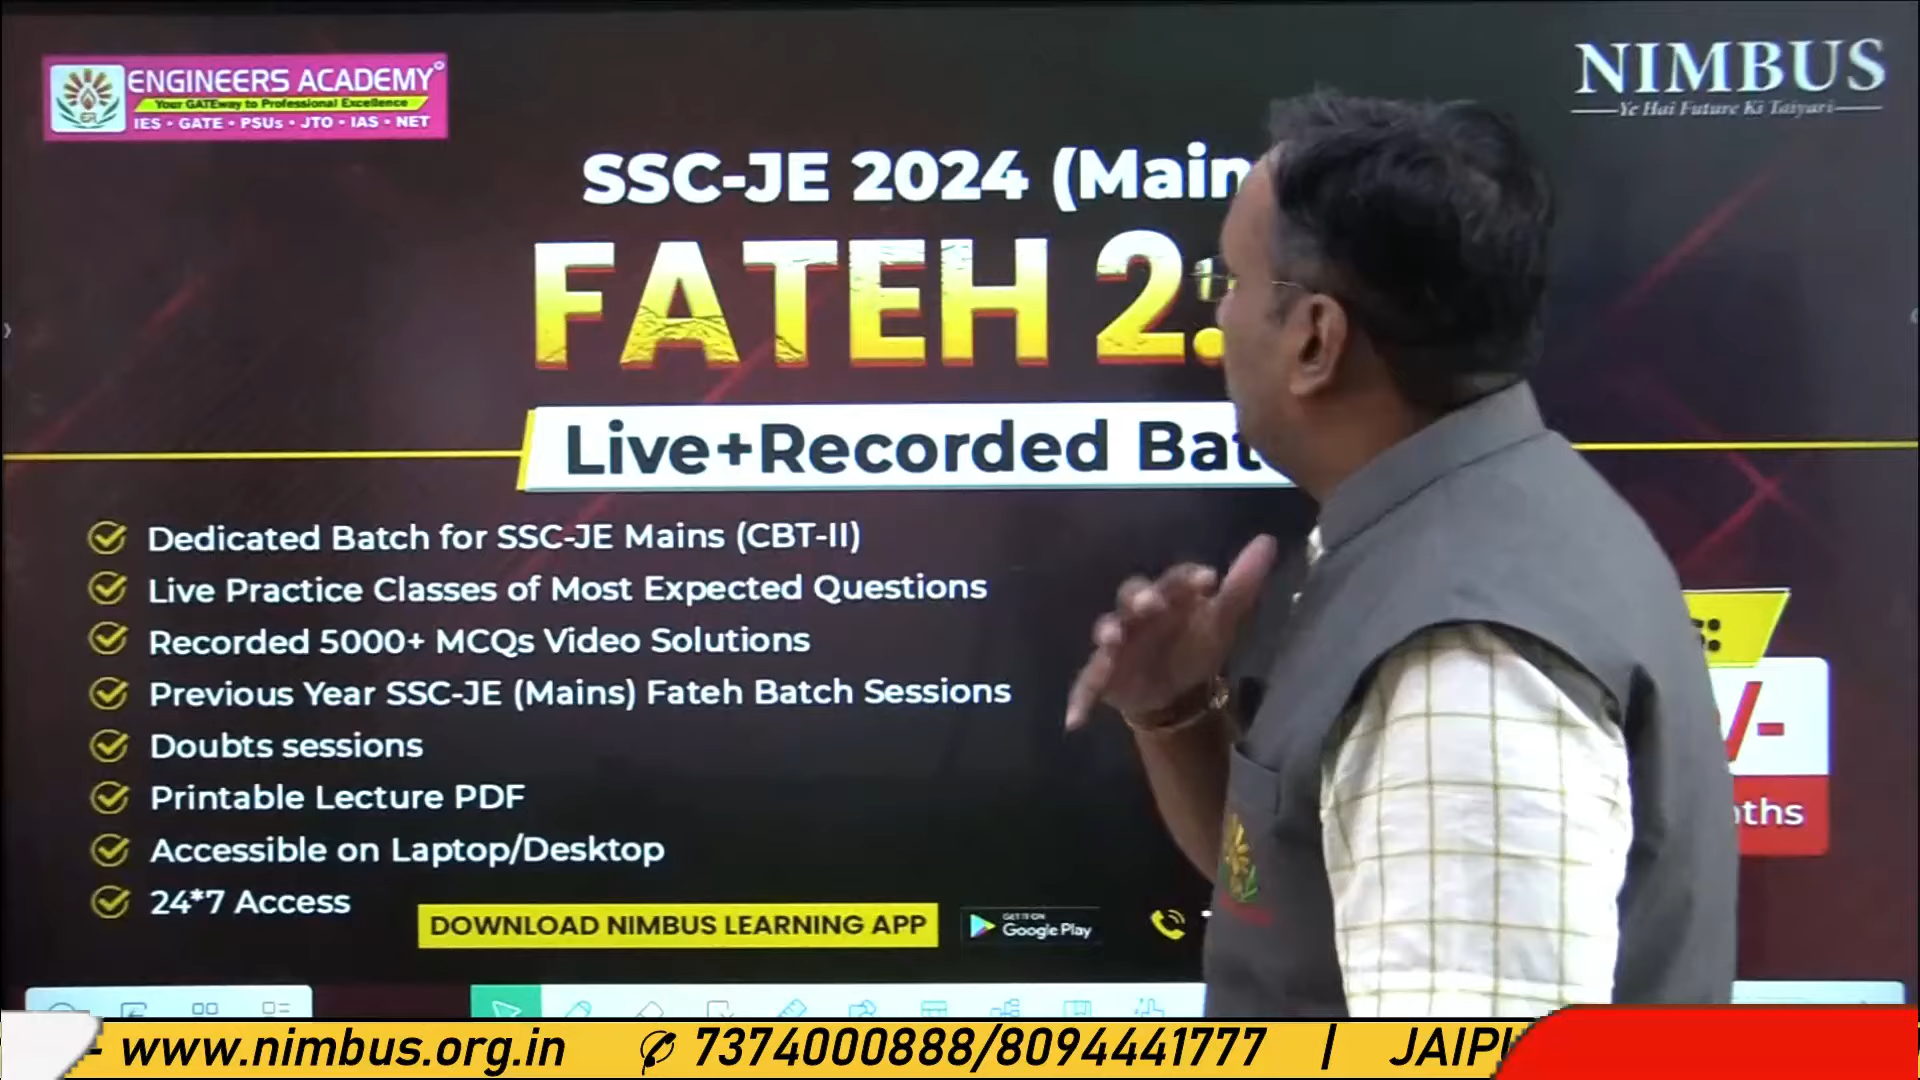 ENGINEERS ACADEMY
Your GATEway to Professional Excellence
IES • GATE • PSUs • JTO • IAS • NET
NIMBUS
Ye Hai Future Ki Taiyari
SSC-JE 2024 (Main
FATEH 2.
Live+Recorded Bat
Dedicated Batch for SSC-JE Mains (CBT-II)
Live Practice Classes of Most Expected Questions
Recorded 5000+ MCQs Video Solutions
Previous Year SSC-JE (Mains) Fateh Batch Sessions
Doubts sessions
Printable Lecture PDF
Accessible on Laptop/Desktop
24*7 Access
/-
ths
DOWNLOAD NIMBUS LEARNING APP
GET IT ON
Google Play
- www.nimbus.org.in 7374000888/8094441777 | JAIPU